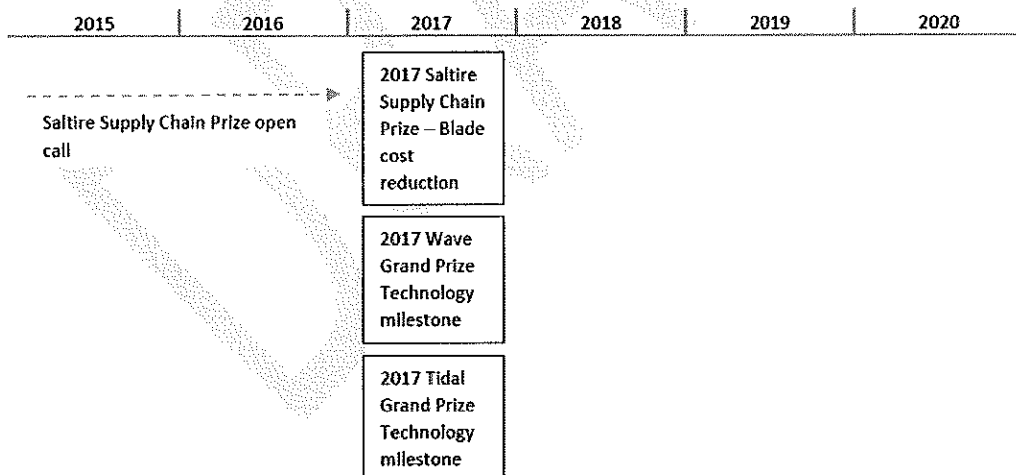 2015 2016 2017 2018 2019 2020
Saltire Supply Chain Prize open
call
2017 Saltire
Supply Chain
Prize – Blade
cost
reduction
2017 Wave
Grand Prize
Technology
milestone
2017 Tidal
Grand Prize
Technology
milestone